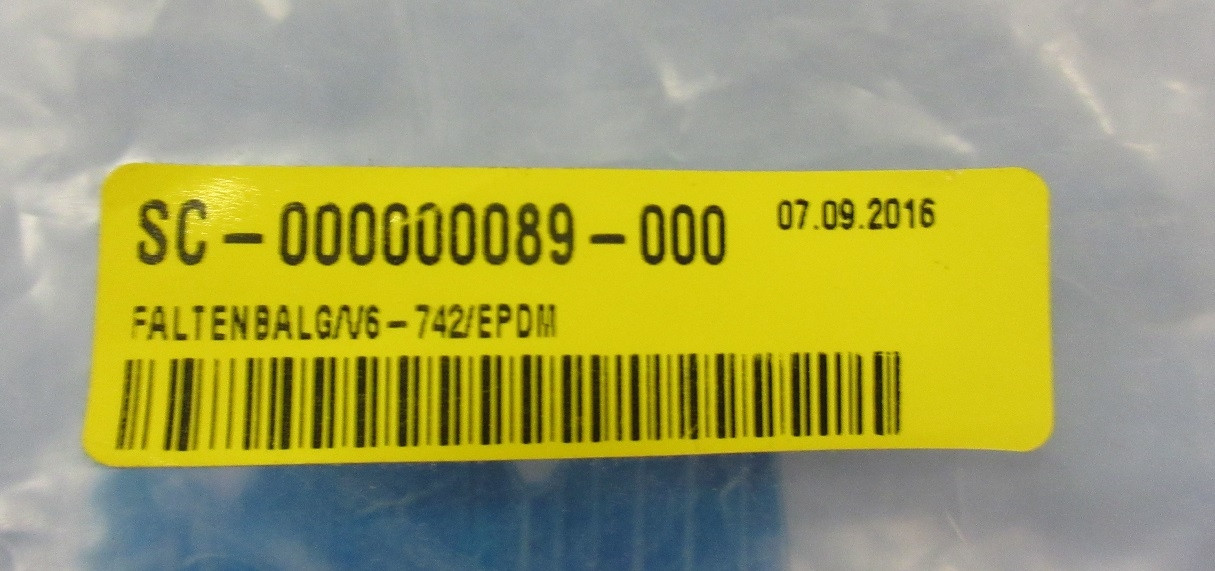 SC-000000089-000 07.09.2016
FALTENBALG/V6-742/EPDM